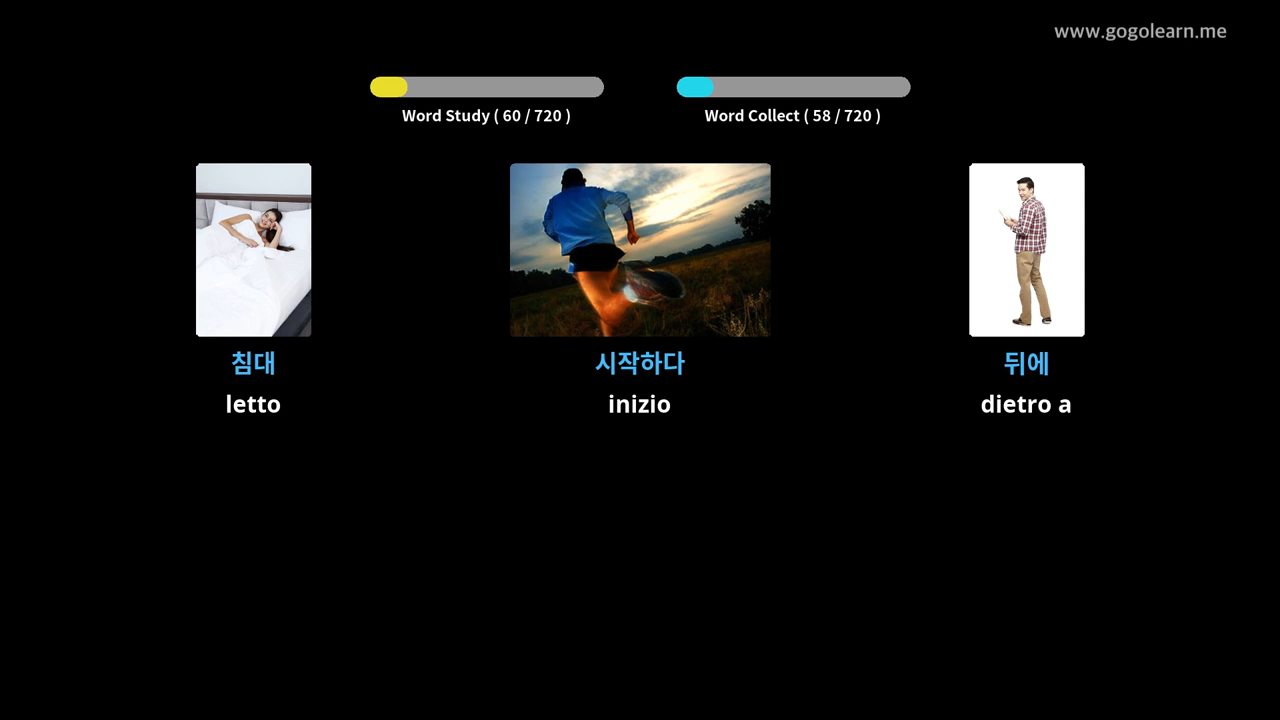 www.gogolearn.me
Word Study ( 60 / 720 )
Word Collect ( 58 / 720 )
침대
시작하다
뒤에
letto
inizio
dietro a